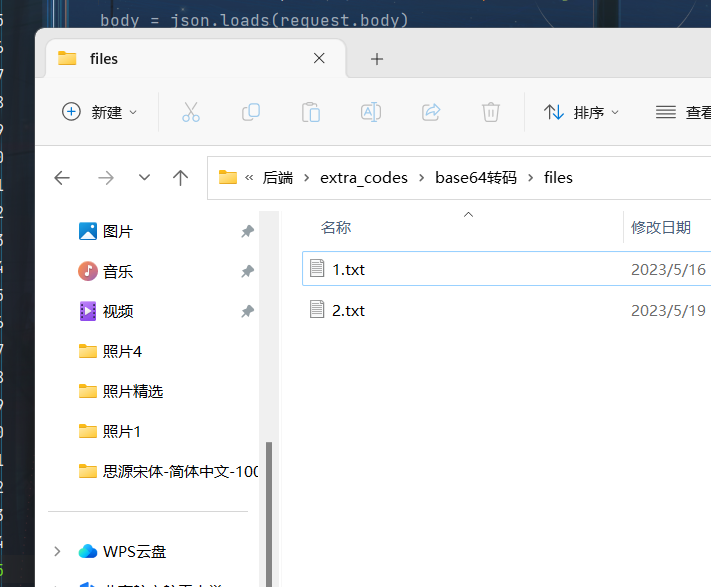 body = json.loads(request.body)
files
新建
排序
查看
« 后端 › extra_codes › base64转码 › files
图片
音乐
视频
照片4
照片精选
照片1
思源宋体-简体中文-100
WPS云盘
名称 修改日期
1.txt 2023/5/16
2.txt 2023/5/19